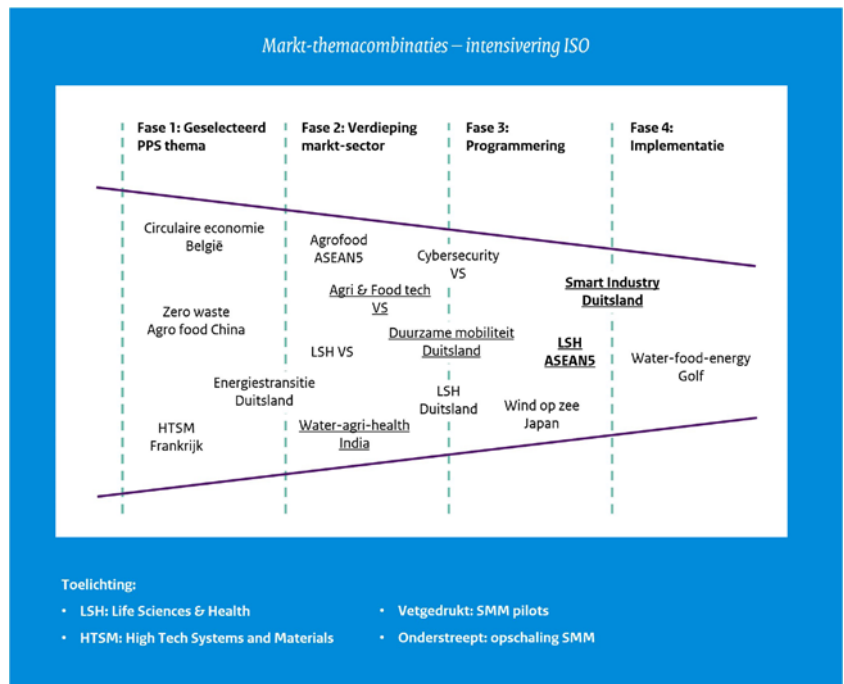 Markt-themacombinaties – intensivering ISO
Fase 1: Geselecteerd
PPS thema
Fase 2: Verdieping
markt-sector
Fase 3:
Programmering
Fase 4:
Implementatie
Circulaire economie
België
Zero waste
Agro food China
Energiestransitie
Duitsland
HTSM
Frankrijk
Agrofood
ASEAN5
Agri & Food tech
VS
LSH VS
Water-agri-health
India
Cybersecurity
VS
Duurzame mobiliteit
Duitsland
LSH
Duitsland
Smart Industry
Duitsland
LSH
ASEAN5
Wind op zee
Japan
Water-food-energy
Golf
Toelichting:
• LSH: Life Sciences & Health
• HTSM: High Tech Systems and Materials
• Vetgedrukt: SMM pilots
• Onderstreept: opschaling SMM